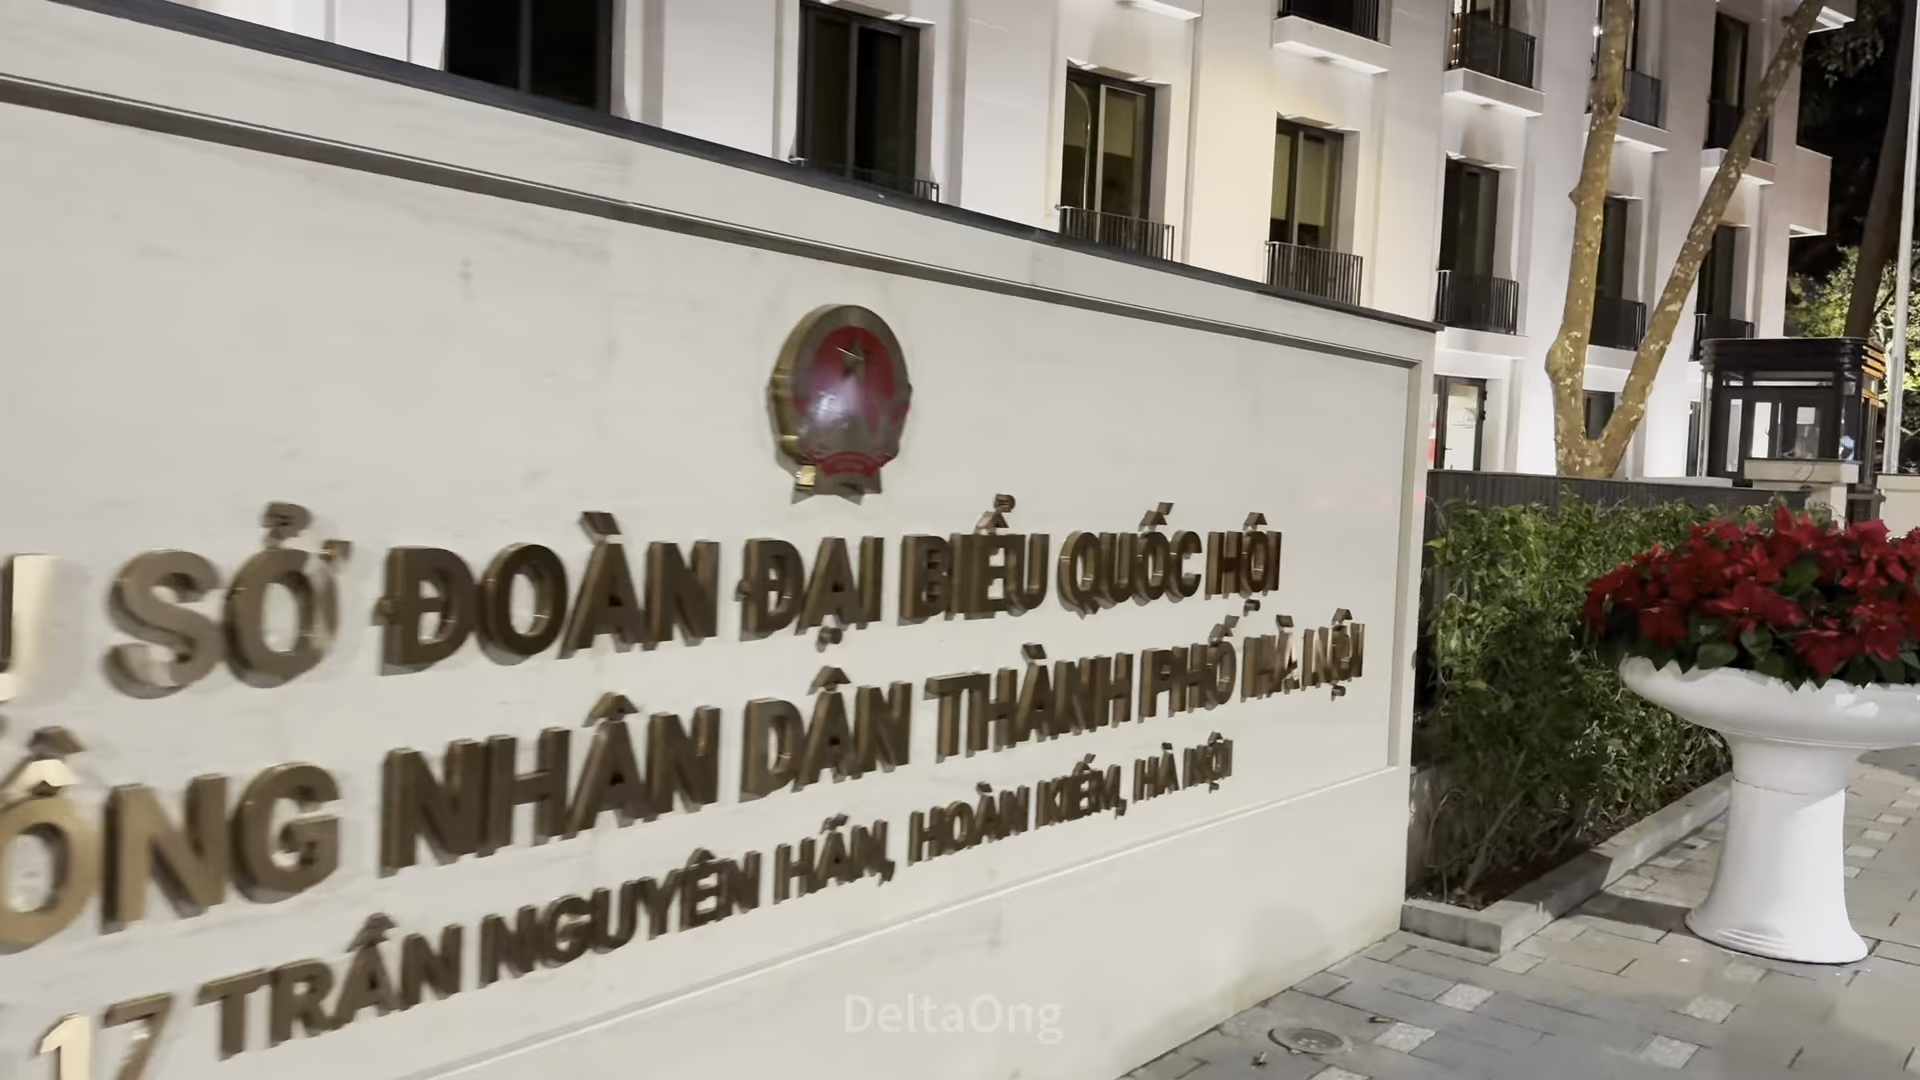 SỞ ĐOÀN ĐẠI BIỂU QUỐC HỘI
ỒNG NHÂN DÂN THÀNH PHỐ HÀ NỘI
17 TRẦN NGUYÊN HÃN, HOÀN KIẾM, HÀ NỘI
DeltaOng